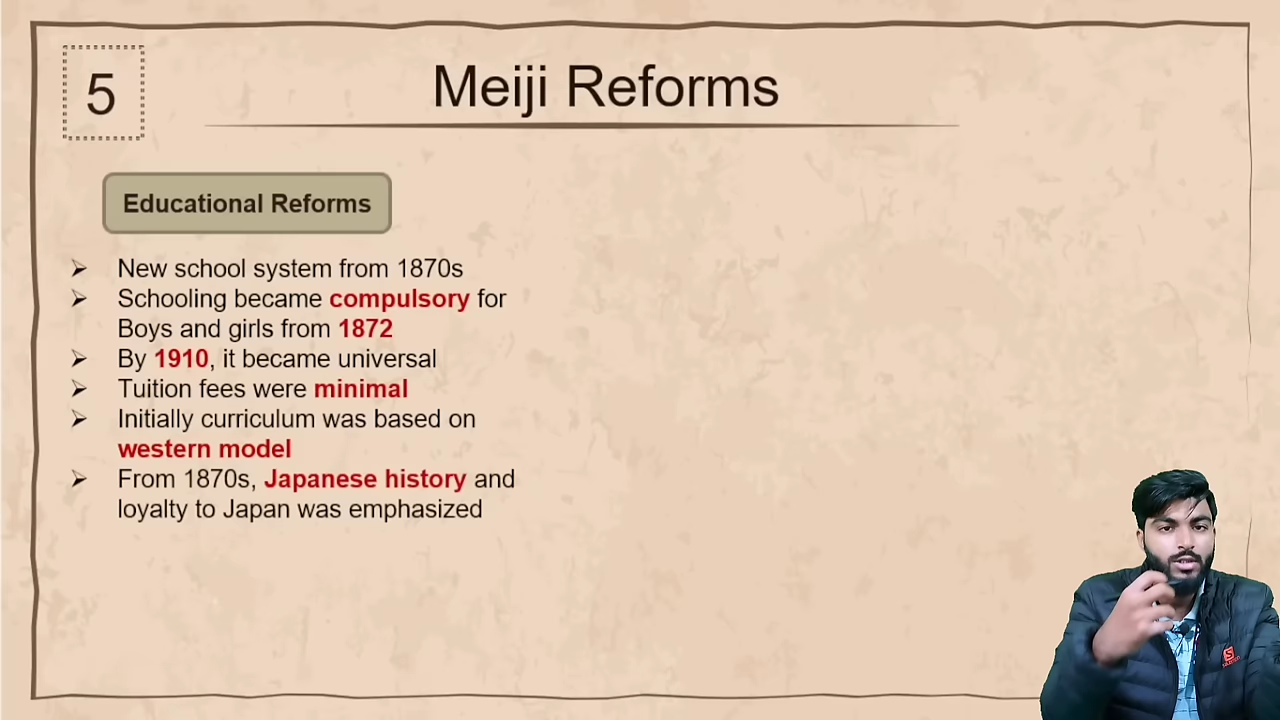 5
Meiji Reforms
Educational Reforms
➢ New school system from 1870s
➢ Schooling became compulsory for
Boys and girls from 1872
➢ By 1910, it became universal
➢ Tuition fees were minimal
➢ Initially curriculum was based on
western model
➢ From 1870s, Japanese history and
loyalty to Japan was emphasized